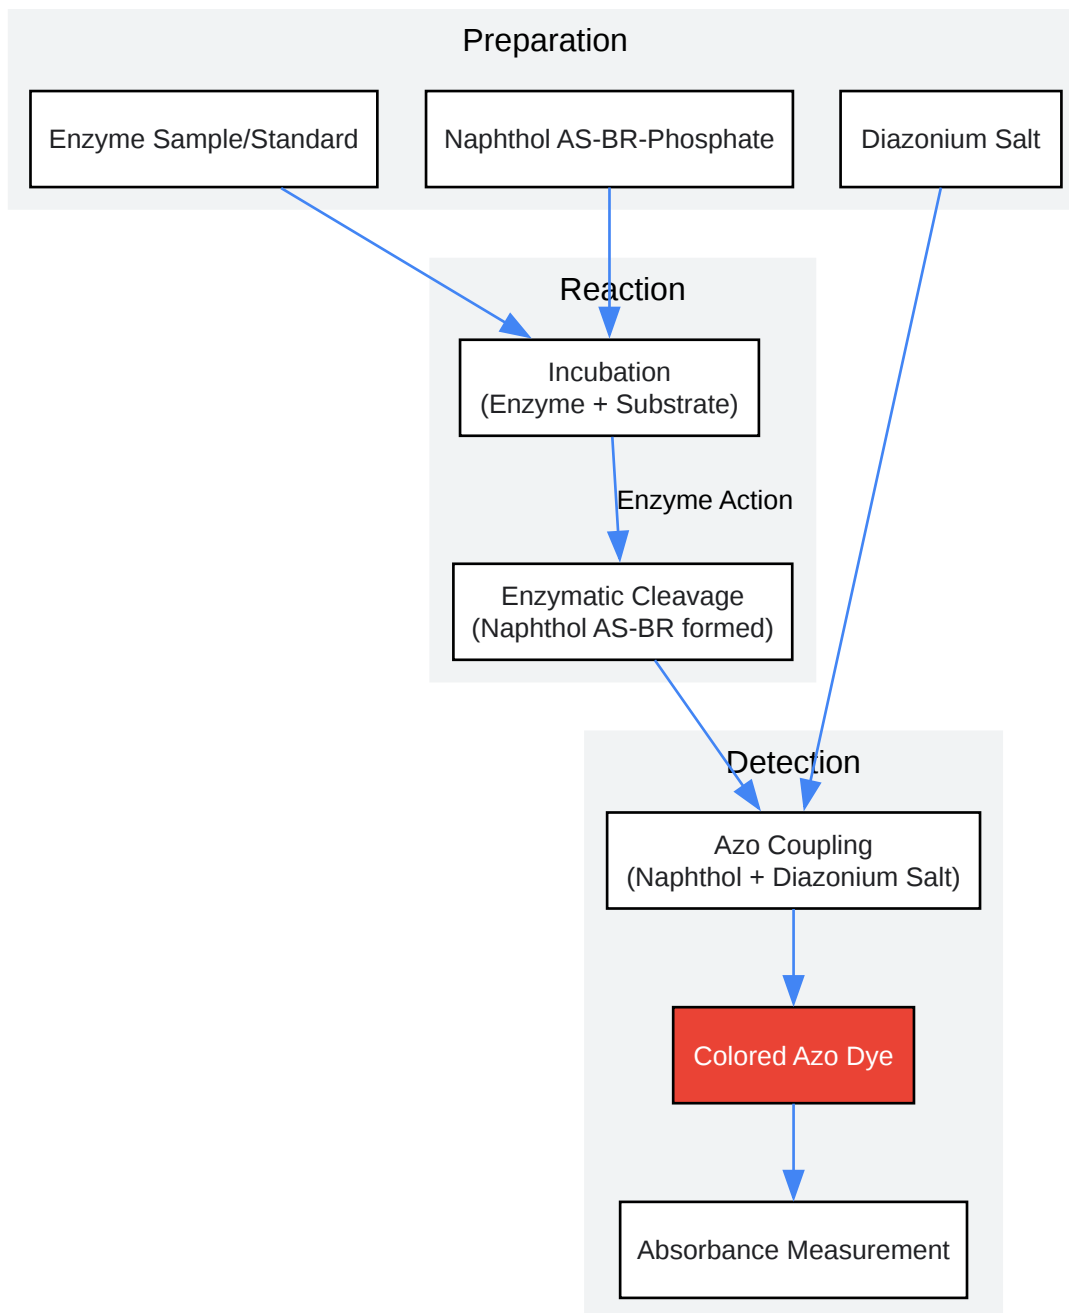 Preparation
Enzyme Sample/Standard
Naphthol AS-BR-Phosphate
Diazonium Salt
Reaction
Incubation
(Enzyme + Substrate)
Enzyme Action
Enzymatic Cleavage
(Naphthol AS-BR formed)
Detection
Azo Coupling
(Naphthol + Diazonium Salt)
Colored Azo Dye
Absorbance Measurement